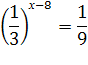 (1/3)^{x-8} = 1/9